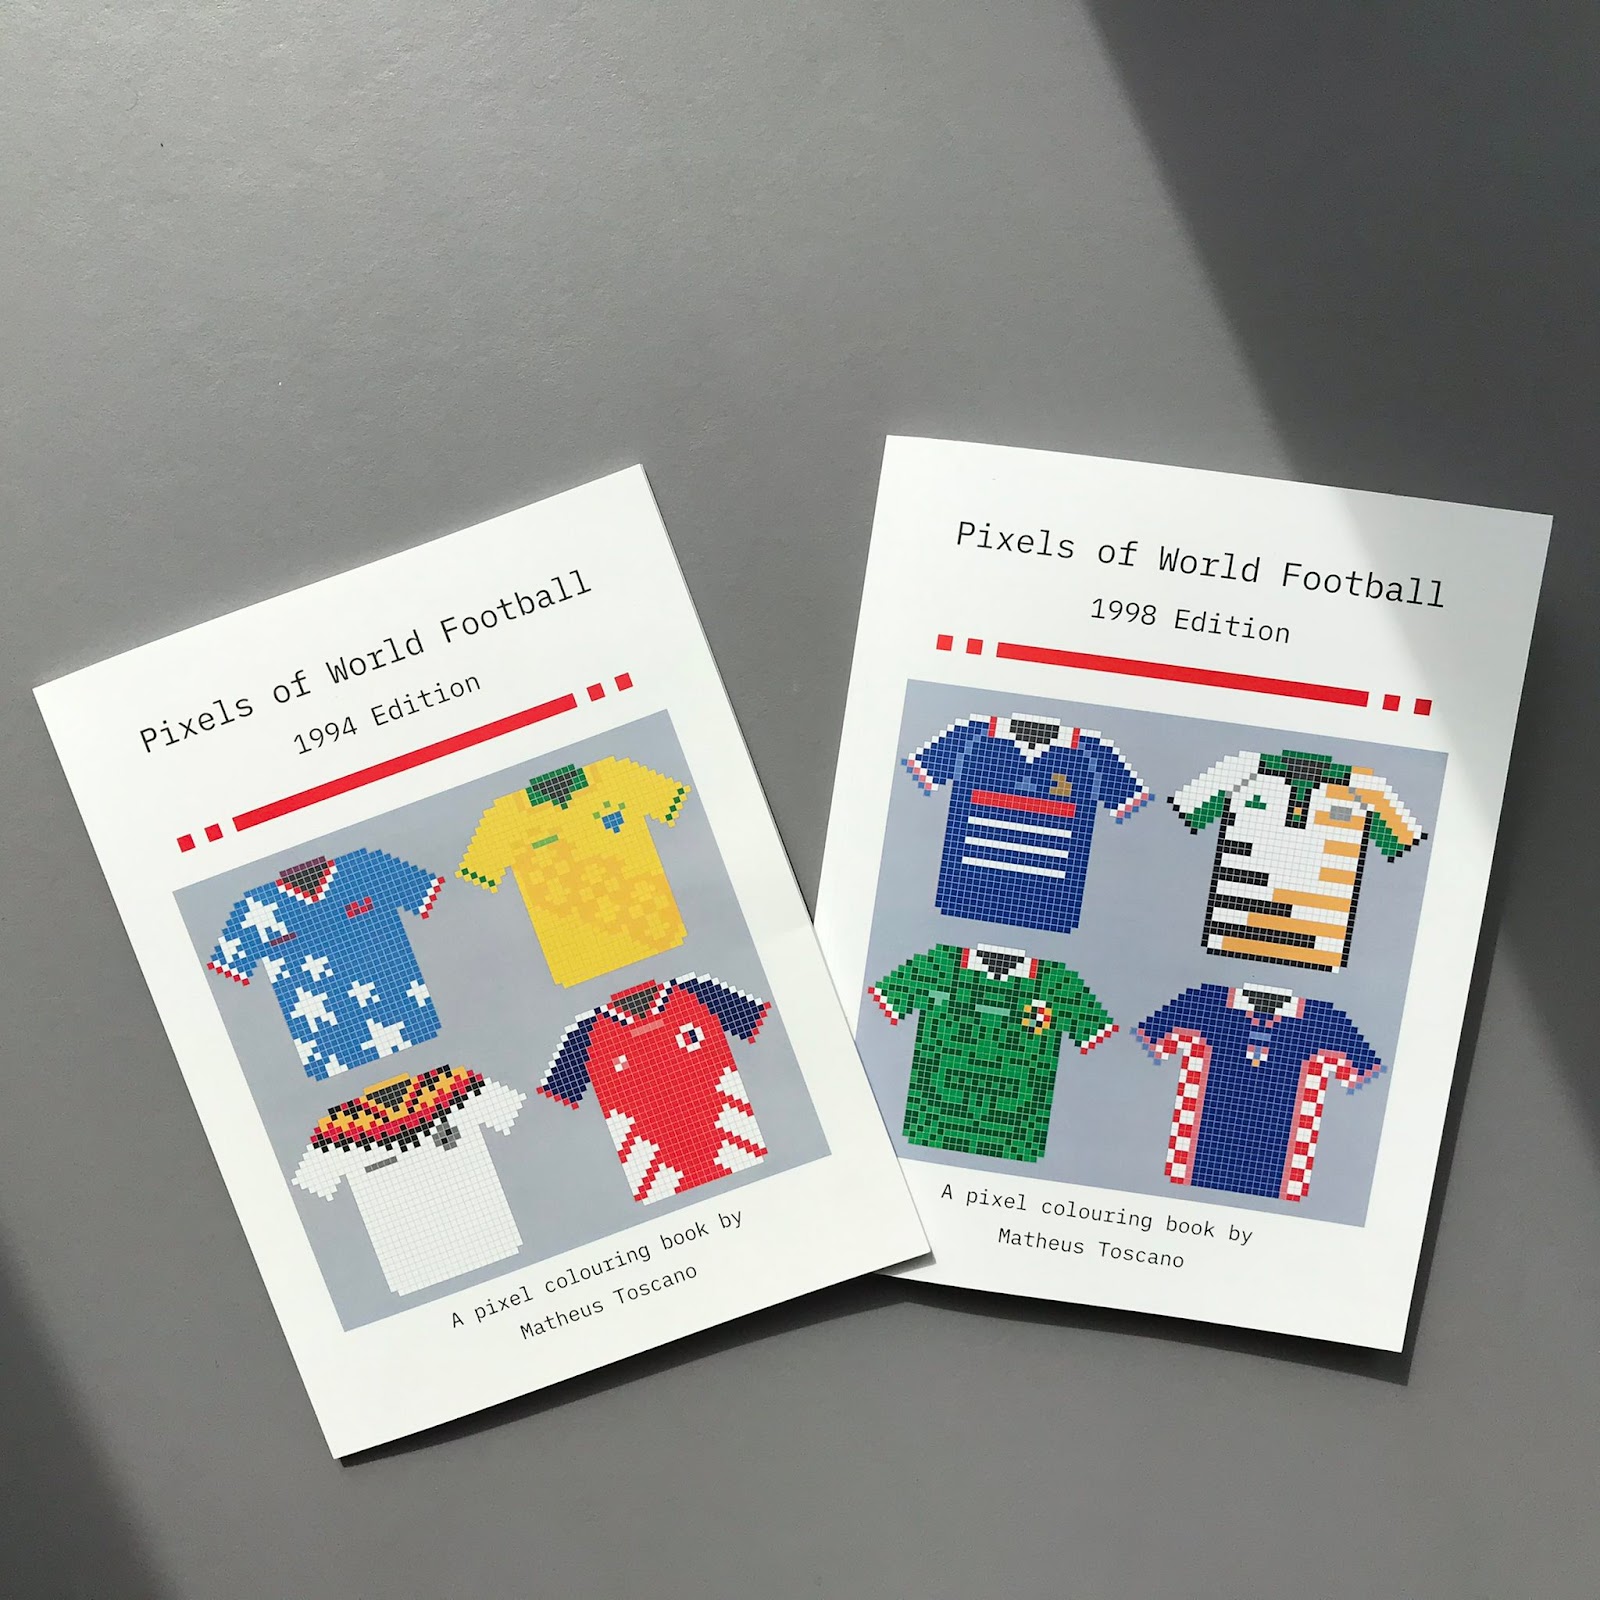 Pixels of World Football
1994 Edition
A pixel colouring book by
Matheus Toscano
Pixels of World Football
1998 Edition
A pixel colouring book by
Matheus Toscano